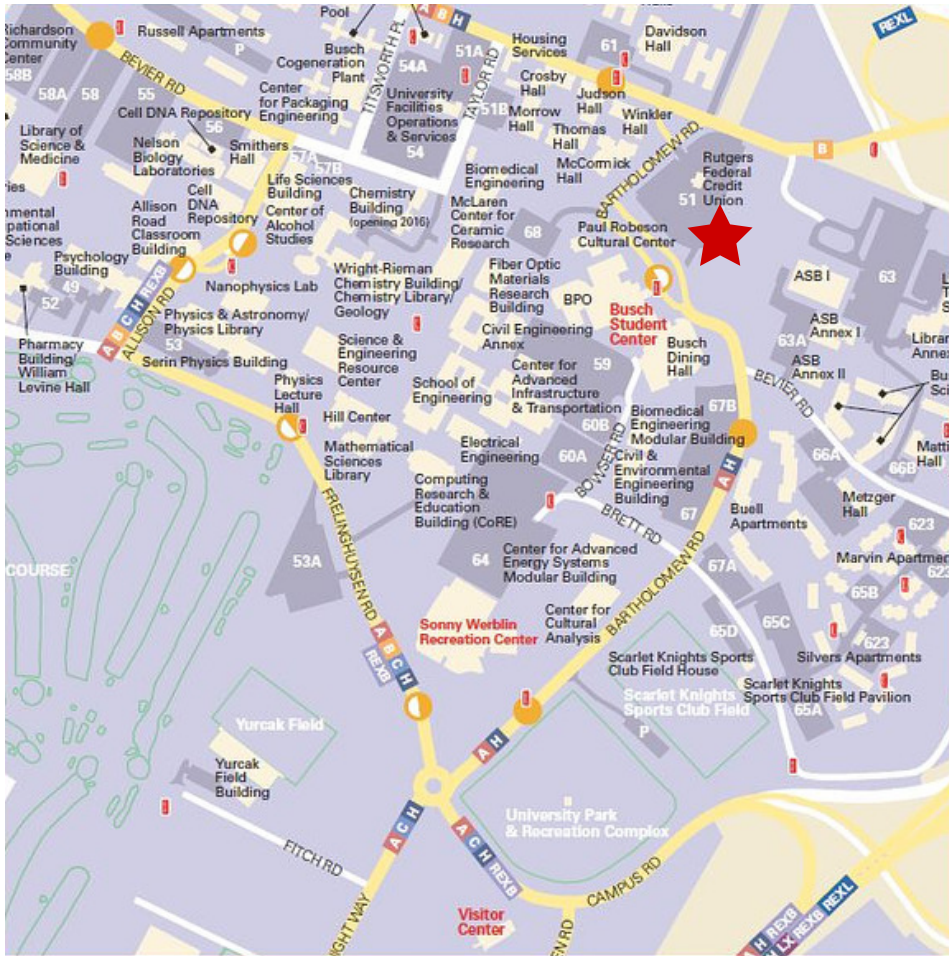 Pool
A B H
Richardson
Community
Center
Russell Apartments
P
BEVIER RD
58B
58A
58
55
Busch
Cogeneration
Plant
TITSWORTH PL.
54A
51A
TAYLOR RD
Housing
Services
61
Davidson
Hall
REXL
Cell DNA Repository
56
Center
for Packaging
Engineering
University
Facilities
Operations
& Services
54
51B
Crosby
Hall
Judson
Hall
Morrow
Hall
Thomas
Hall
Winkler
Hall
McCormick
Hall
BARTHOLOMEW RD.
B
Library of
Science &
Medicine
Nelson
Biology
Laboratories
Smithers
Hall
57A
57B
Life Sciences
Building
Chemistry
Building
(opening 2016)
Biomedical
Engineering
Rutgers
Federal
Credit
Union
51
Allison
Road
Classroom
Building
Cell
DNA
Repository
Center of
Alcohol
Studies
McLaren
Center for
Ceramic
Research
68
Paul Robeson
Cultural Center
Psychology
Building
49
52
A B C H REXB
ALLISON RD
Nanophysics Lab
Wright-Rieman
Chemistry Building/
Chemistry Library/
Geology
Fiber Optic
Materials
Research
Building
BPO
Busch
Student
Center
ASB I
63
Pharmacy
Building/
William
Levine Hall
Physics & Astronomy/
Physics Library
53
Serin Physics Building
Science &
Engineering
Resource
Center
Civil Engineering
Annex
59
Busch
Dining
Hall
63A
ASB
Annex I
ASB
Annex II
Physics
Lecture
Hall
Hill Center
School of
Engineering
Center for
Advanced
Infrastructure
& Transportation
BEVIER RD
Mathematical
Sciences
Library
Electrical
Engineering
60B
60A
BOWSER RD
Biomedical
Engineering
Modular Building
67B
A H
66A
66B
Computing
Research &
Education
Building (CoRE)
Civil &
Environmental
Engineering
Building
67
BRETT RD
Buell
Apartments
Metzger
Hall
623
FRELINGHUYSEN RD
53A
64
Center for Advanced
Energy Systems
Modular Building
67A
65B
COURSE
Sonny Werblin
Recreation Center
Center for
Cultural
Analysis
BARTHOLOMEW RD
65D
65C
623
Silvers Apartments
A B C H
REXB
Scarlet Knights Sports
Club Field House
Scarlet Knights
Sports Club Field
Scarlet Knights
Sports Club Field Pavilion
65A
P
Yurcak Field
Yurcak
Field
Building
A H
A C H
A C H REXB
University Park
& Recreation Complex
FITCH RD
CAMPUS RD
Visitor
Center
REXB
LX REXB REXL